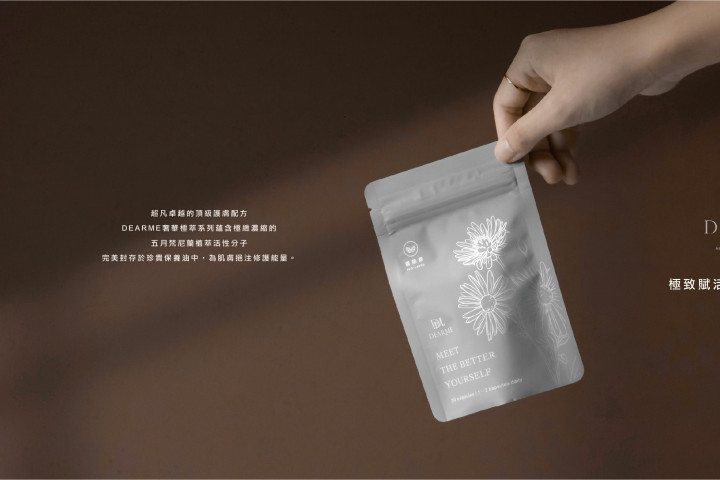 超凡卓越的頂級護膚配方
DEARME奢華植萃系列蘊含極緻濃縮的
五月梵尼蘭植萃活性分子
完美封存於珍貴保養油中，為肌膚挹注修護能量。
DEARME
MEET
THE BETTER
YOURSELF
D
極致賦活